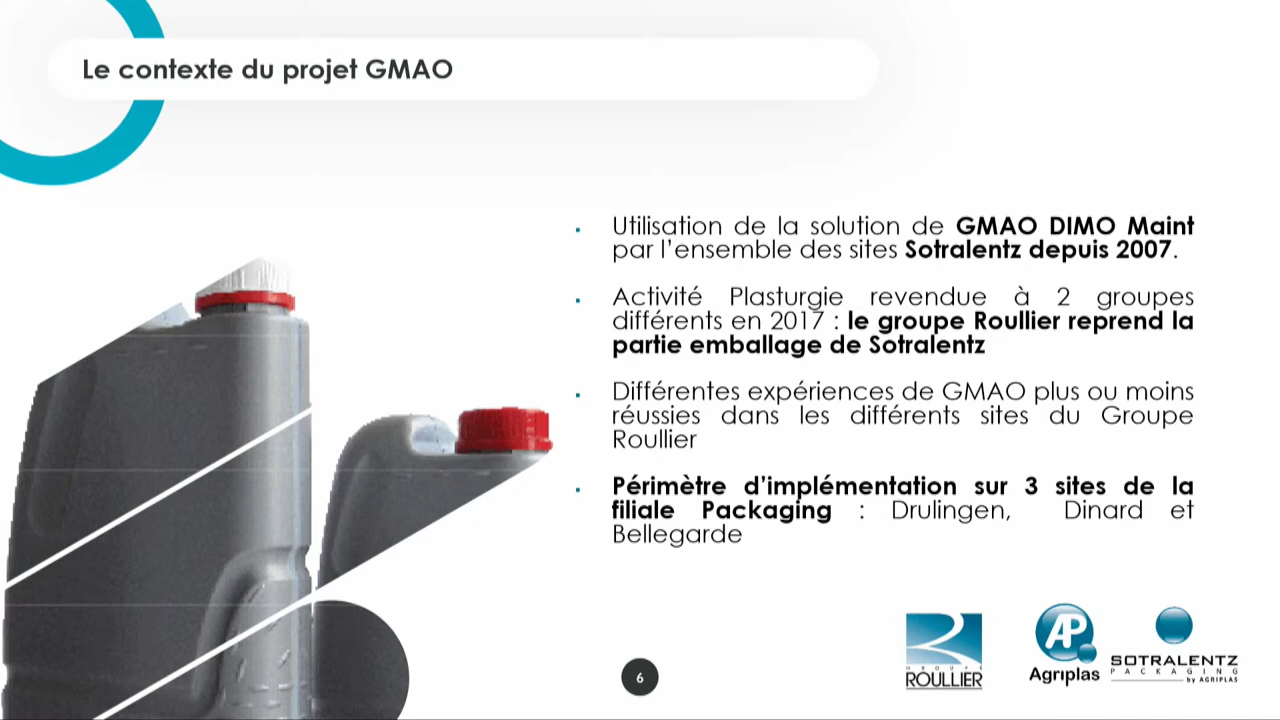 Le contexte du projet GMAO
▪ Utilisation de la solution de GMAO DIMO Maint
par l’ensemble des sites Sotralentz depuis 2007.
▪ Activité Plasturgie revendue à 2 groupes
différents en 2017 : le groupe Roullier reprend la
partie emballage de Sotralentz
▪ Différentes expériences de GMAO plus ou moins
réussies dans les différents sites du Groupe
Roullier
▪ Périmètre d’implémentation sur 3 sites de la
filiale Packaging : Drulingen, Dinard et
Bellegarde
6
GROUPE
ROULLIER
AP
Agriplas
SOTRALENTZ
PACKAGING
by AGRIPLAS